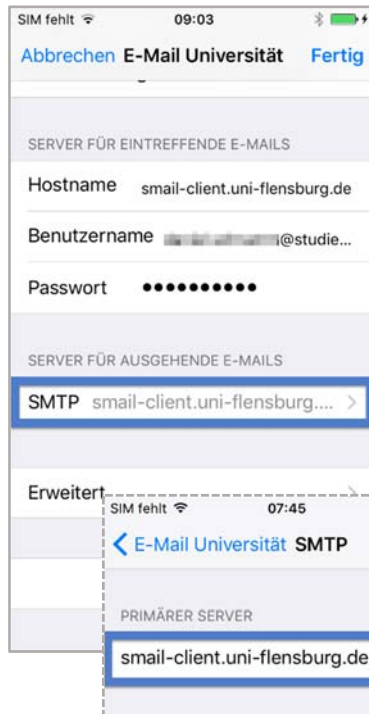 SIM fehlt 09:03
Abbrechen E-Mail Universität Fertig
SERVER FÜR EINTREFFENDE E-MAILS
Hostname smail-client.uni-flensburg.de
Benutzername @studie...
Passwort ●●●●●●●●●●
SERVER FÜR AUSGEHENDE E-MAILS
SMTP smail-client.uni-flensburg.... >
Erweitert >
SIM fehlt 07:45
E-Mail Universität SMTP
PRIMÄRER SERVER
smail-client.uni-flensburg.de